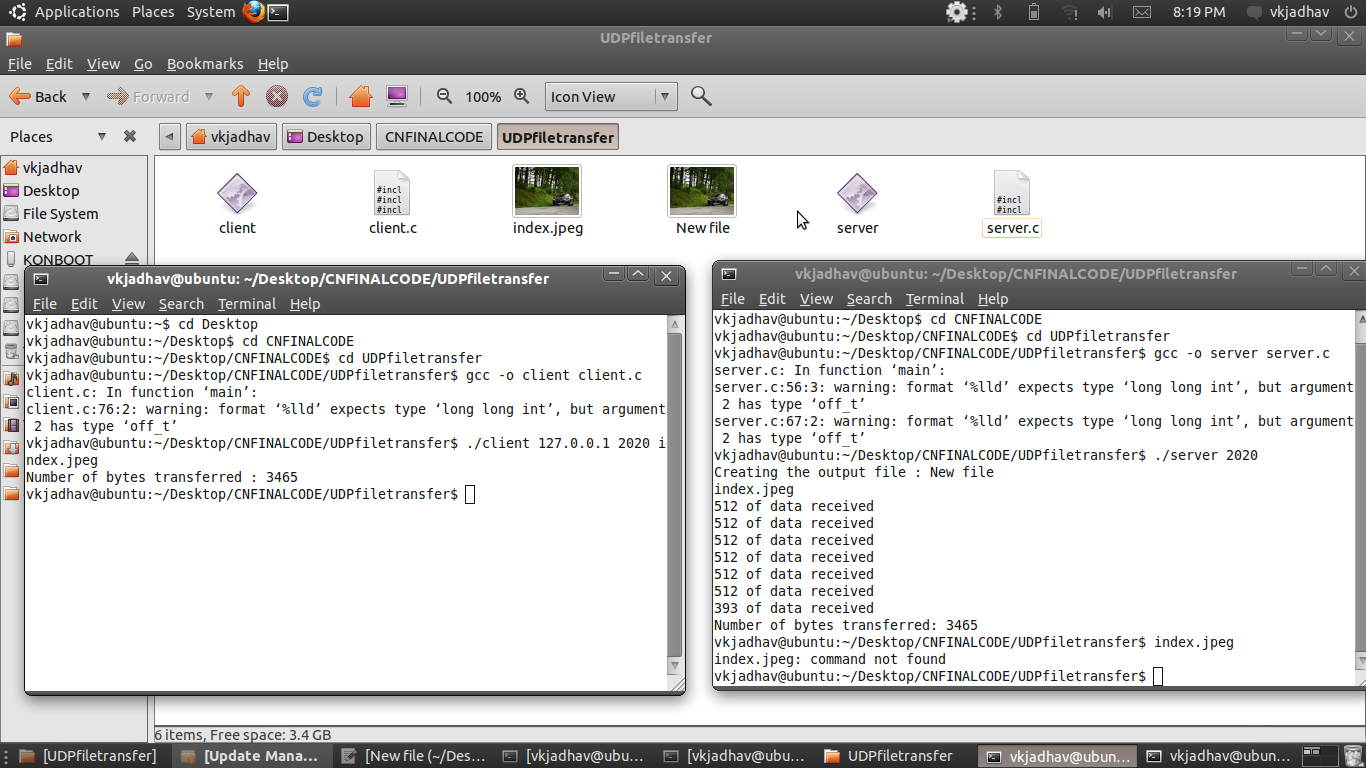 Applications Places System 8:19 PM vkjadhav
UDPfiletransfer
File Edit View Go Bookmarks Help
Back Forward 100% Icon View
Places vkjadhav Desktop CNFINALCODE UDPfiletransfer
vkjadhav
Desktop
File System
Network
KONBOOT
#incl
#incl
#incl
#incl
#incl
client client.c index.jpeg New file server server.c
vkjadhav@ubuntu: ~/Desktop/CNFINALCODE/UDPfiletransfer
File Edit View Search Terminal Help
vkjadhav@ubuntu:~$ cd Desktop
vkjadhav@ubuntu:~/Desktop$ cd CNFINALCODE
vkjadhav@ubuntu:~/Desktop/CNFINALCODE$ cd UDPfiletransfer
vkjadhav@ubuntu:~/Desktop/CNFINALCODE/UDPfiletransfer$ gcc -o client client.c
client.c: In function ‘main’:
client.c:76:2: warning: format ‘%lld’ expects type ‘long long int’, but argument
 2 has type ‘off_t’
vkjadhav@ubuntu:~/Desktop/CNFINALCODE/UDPfiletransfer$ ./client 127.0.0.1 2020 i
ndex.jpeg
Number of bytes transferred : 3465
vkjadhav@ubuntu:~/Desktop/CNFINALCODE/UDPfiletransfer$
vkjadhav@ubuntu: ~/Desktop/CNFINALCODE/UDPfiletransfer
File Edit View Search Terminal Help
vkjadhav@ubuntu:~/Desktop$ cd CNFINALCODE
vkjadhav@ubuntu:~/Desktop/CNFINALCODE$ cd UDPfiletransfer
vkjadhav@ubuntu:~/Desktop/CNFINALCODE/UDPfiletransfer$ gcc -o server server.c
server.c: In function ‘main’:
server.c:56:3: warning: format ‘%lld’ expects type ‘long long int’, but argument
 2 has type ‘off_t’
server.c:67:2: warning: format ‘%lld’ expects type ‘long long int’, but argument
 2 has type ‘off_t’
vkjadhav@ubuntu:~/Desktop/CNFINALCODE/UDPfiletransfer$ ./server 2020
Creating the output file : New file
index.jpeg
512 of data received
512 of data received
512 of data received
512 of data received
512 of data received
512 of data received
393 of data received
Number of bytes transferred: 3465
vkjadhav@ubuntu:~/Desktop/CNFINALCODE/UDPfiletransfer$ index.jpeg
index.jpeg: command not found
vkjadhav@ubuntu:~/Desktop/CNFINALCODE/UDPfiletransfer$
6 items, Free space: 3.4 GB
[UDPfiletransfer] [Update Mana... [New file (~/Des... [vkjadhav@ubu... [vkjadhav@ubu... UDPfiletransfer vkjadhav@ubun... vkjadhav@ubun...